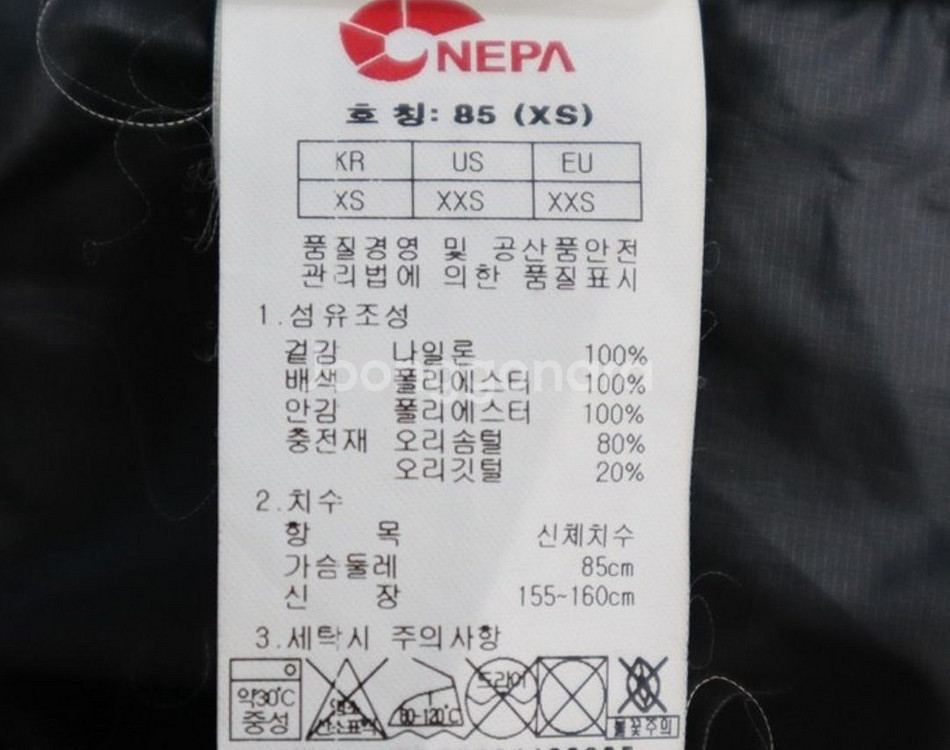 NEPA
호 칭: 85 (XS)
KR US EU
XS XXS XXS
품질경영 및 공산품안전
관리법에 의한 품질표시
1.섬유조성
겉감 나일론 100%
배색 폴리에스터 100%
안감 폴리에스터 100%
충전재 오리솜털 80%
오리깃털 20%
2.치수
항 목 신체치수
가슴둘레 85cm
신 장 155~160cm
3.세탁시 주의사항
약30℃
중성
염소
산소표백
80-120℃
드라이
불꽃주의